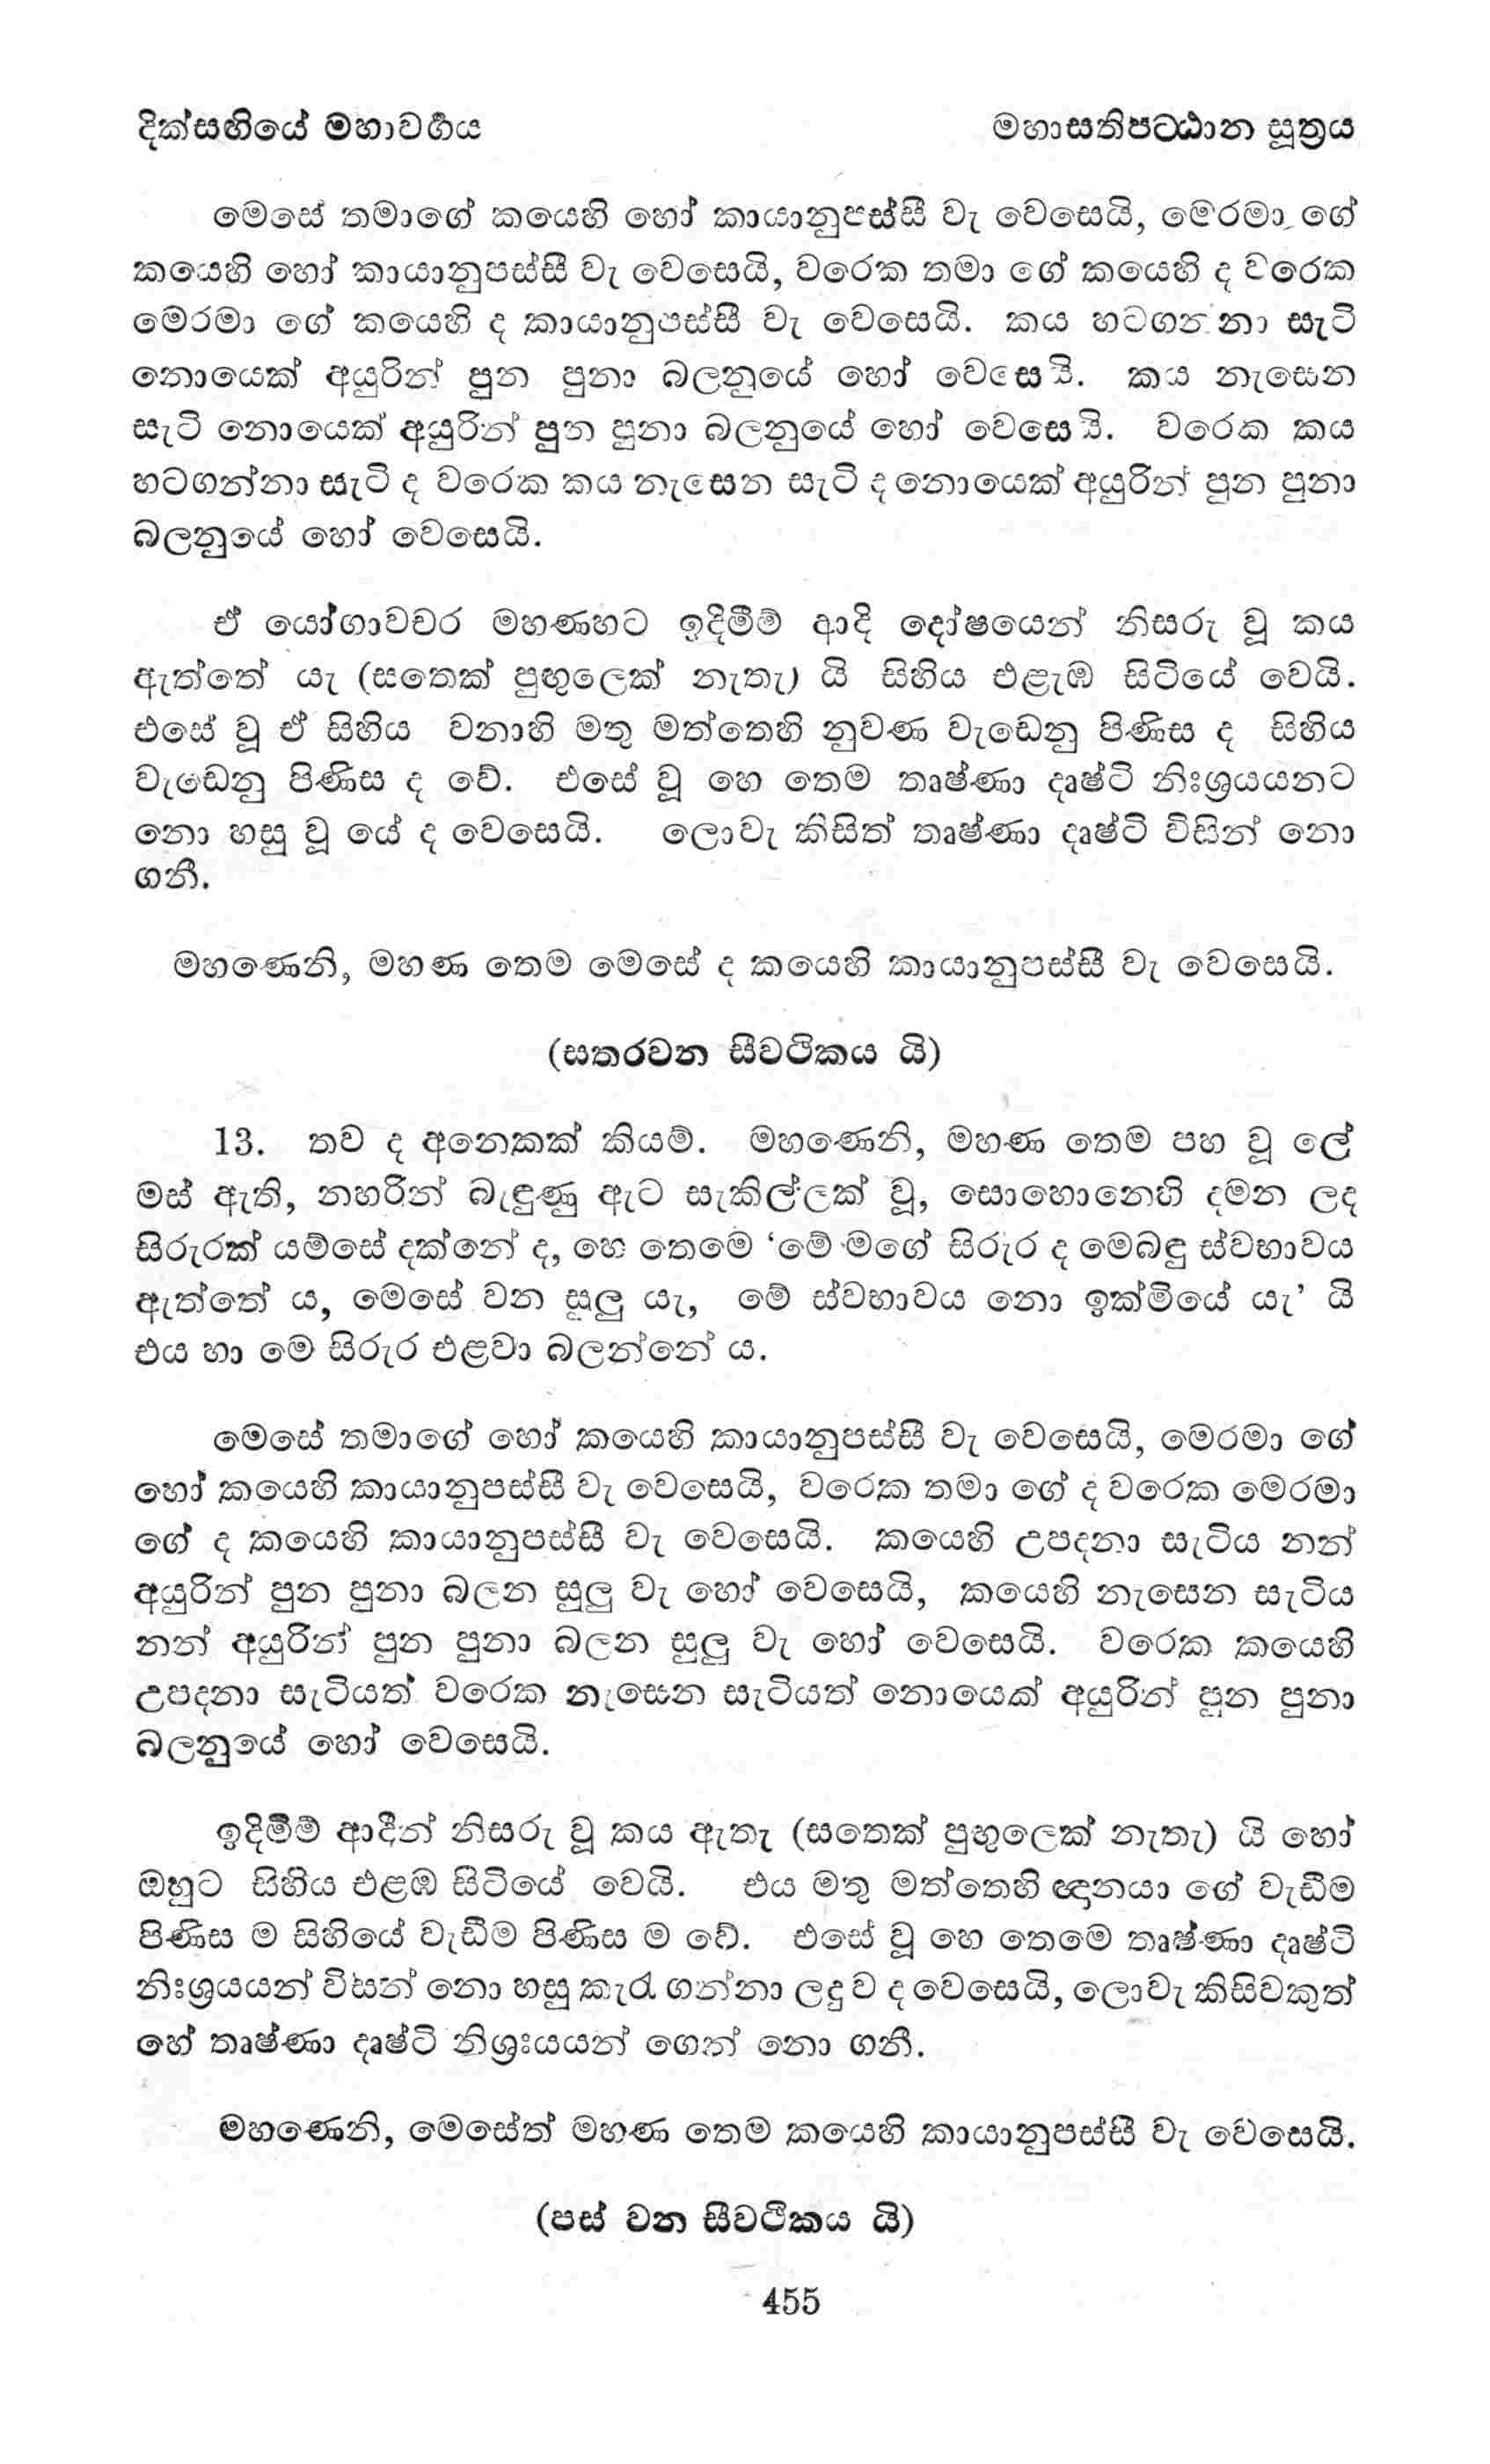 දික්සඟියේ මහාවර්‍ගය
මහාසතිපට්ඨාන සූත්‍රය
මෙසේ තමාගේ කයෙහි හෝ කායානුපස්සී වැ වෙසෙයි, මෙරමා ගේ
කයෙහි හෝ කායානුපස්සී වැ වෙසෙයි, වරෙක තමා ගේ කයෙහි ද වරෙක
මෙරමා ගේ කයෙහි ද කායානුපස්සී වැ වෙසෙයි. කය හටගන්නා සැටි
නොයෙක් අයුරින් පුන පුනා බලනුයේ හෝ වෙසෙයි. කය නැසෙන
සැටි නොයෙක් අයුරින් පුන පුනා බලනුයේ හෝ වෙසෙයි. වරෙක කය
හටගන්නා සැටි ද වරෙක කය නැසෙන සැටි ද නොයෙක් අයුරින් පුන පුනා
බලනුයේ හෝ වෙසෙයි.
ඒ යෝගාවචර මහණහට ඉදිමීම් ආදි දෝෂයෙන් නිසරු වූ කය
ඇත්තේ යැ (සතෙක් පුඟුලෙක් නැතැ) යි සිහිය එළැඹ සිටියේ වෙයි.
එසේ වූ ඒ සිහිය වනාහි මතු මත්තෙහි නුවණ වැඩෙනු පිණිස ද සිහිය
වැඩෙනු පිණිස ද වේ. එසේ වූ හෙ තෙම තෘෂ්ණා දෘෂ්ටි නිඃශ්‍රයයනට
නො හසු වූ යේ ද වෙසෙයි. ලොවැ කිසිත් තෘෂ්ණා දෘෂ්ටි විසින් නො
ගනී.
මහණෙනි, මහණ තෙම මෙසේ ද කයෙහි කායානුපස්සී වැ වෙසෙයි.
(සතරවන සීවථිකය යි)
13. තව ද අනෙකක් කියම්. මහණෙනි, මහණ තෙම පහ වූ ලේ
මස් ඇති, නහරින් බැඳුණු ඇට සැකිල්ලක් වූ, සොහොනෙහි දමන ලද
සිරුරක් යම්සේ දක්නේ ද, හෙ තෙමෙ ‘මේ මගේ සිරුර ද මෙබඳු ස්වභාවය
ඇත්තේ ය, මෙසේ වන සුලු යැ, මේ ස්වභාවය නො ඉක්මියේ යැ’ යි
එය හා මෙ සිරුර එළවා බලන්නේ ය.
මෙසේ තමාගේ හෝ කයෙහි කායානුපස්සී වැ වෙසෙයි, මෙරමා ගේ
හෝ කයෙහි කායානුපස්සී වැ වෙසෙයි, වරෙක තමා ගේ ද වරෙක මෙරමා
ගේ ද කයෙහි කායානුපස්සී වැ වෙසෙයි. කයෙහි උපදනා සැටිය නන්
අයුරින් පුන පුනා බලන සුලු වැ හෝ වෙසෙයි, කයෙහි නැසෙන සැටිය
නන් අයුරින් පුන පුනා බලන සුලු වැ හෝ වෙසෙයි. වරෙක කයෙහි
උපදනා සැටියත් වරෙක නැසෙන සැටියත් නොයෙක් අයුරින් පුන පුනා
බලනුයේ හෝ වෙසෙයි.
ඉදිමීම් ආදීන් නිසරු වූ කය ඇතැ (සතෙක් පුඟුලෙක් නැතැ) යි හෝ
ඔහුට සිහිය එළඹ සිටියේ වෙයි. එය මතු මත්තෙහි ඥානයා ගේ වැඩීම
පිණිස ම සිහියේ වැඩීම පිණිස ම වේ. එසේ වූ හෙ තෙමෙ තෘෂ්ණා දෘෂ්ටි
නිඃශ්‍රයයන් විසන් නො හසු කැරැ ගන්නා ලදු ව ද වෙසෙයි, ලොවැ කිසිවකුත්
හේ තෘෂ්ණා දෘෂ්ටි නිශ්‍රඃයයන් ගෙන් නො ගනී.
මහණෙනි, මෙසේත් මහණ තෙම කයෙහි කායානුපස්සී වැ වෙසෙයි.
(පස් වන සීවථිකය යි)
455